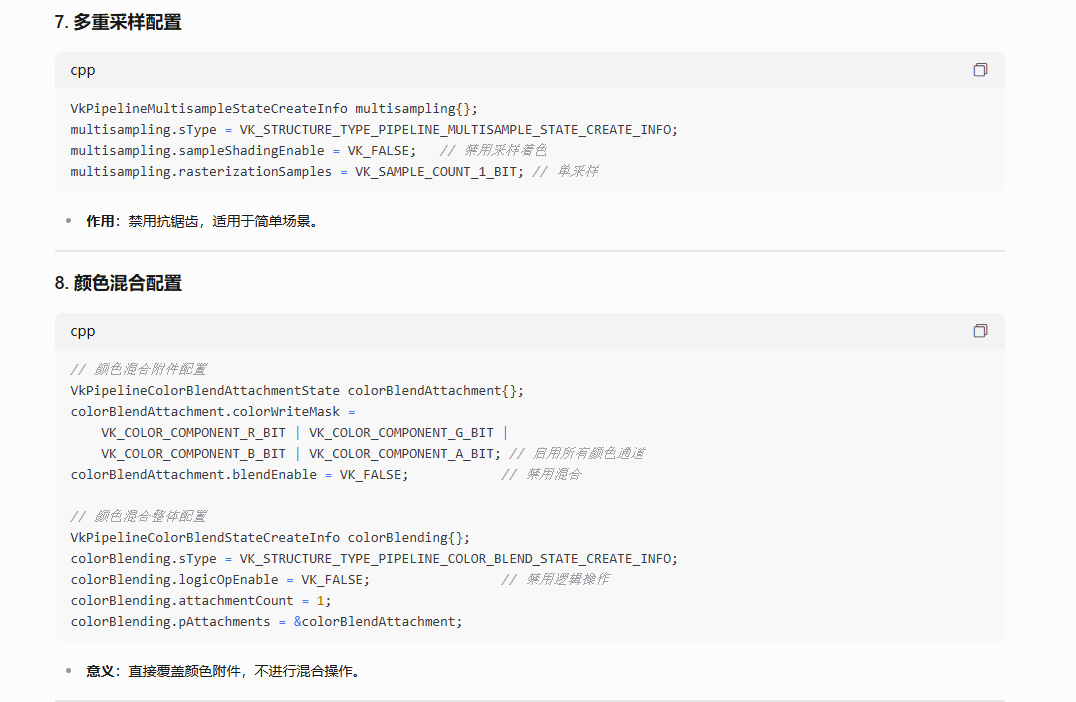 7. 多重采样配置
cpp
VkPipelineMultisampleStateCreateInfo multisampling{};
multisampling.sType = VK_STRUCTURE_TYPE_PIPELINE_MULTISAMPLE_STATE_CREATE_INFO;
multisampling.sampleShadingEnable = VK_FALSE;   // 禁用采样着色
multisampling.rasterizationSamples = VK_SAMPLE_COUNT_1_BIT; // 单采样
• 作用：禁用抗锯齿，适用于简单场景。
8. 颜色混合配置
cpp
// 颜色混合附件配置
VkPipelineColorBlendAttachmentState colorBlendAttachment{};
colorBlendAttachment.colorWriteMask =
    VK_COLOR_COMPONENT_R_BIT | VK_COLOR_COMPONENT_G_BIT |
    VK_COLOR_COMPONENT_B_BIT | VK_COLOR_COMPONENT_A_BIT; // 启用所有颜色通道
colorBlendAttachment.blendEnable = VK_FALSE;            // 禁用混合
// 颜色混合整体配置
VkPipelineColorBlendStateCreateInfo colorBlending{};
colorBlending.sType = VK_STRUCTURE_TYPE_PIPELINE_COLOR_BLEND_STATE_CREATE_INFO;
colorBlending.logicOpEnable = VK_FALSE;                 // 禁用逻辑操作
colorBlending.attachmentCount = 1;
colorBlending.pAttachments = &colorBlendAttachment;
• 意义：直接覆盖颜色附件，不进行混合操作。